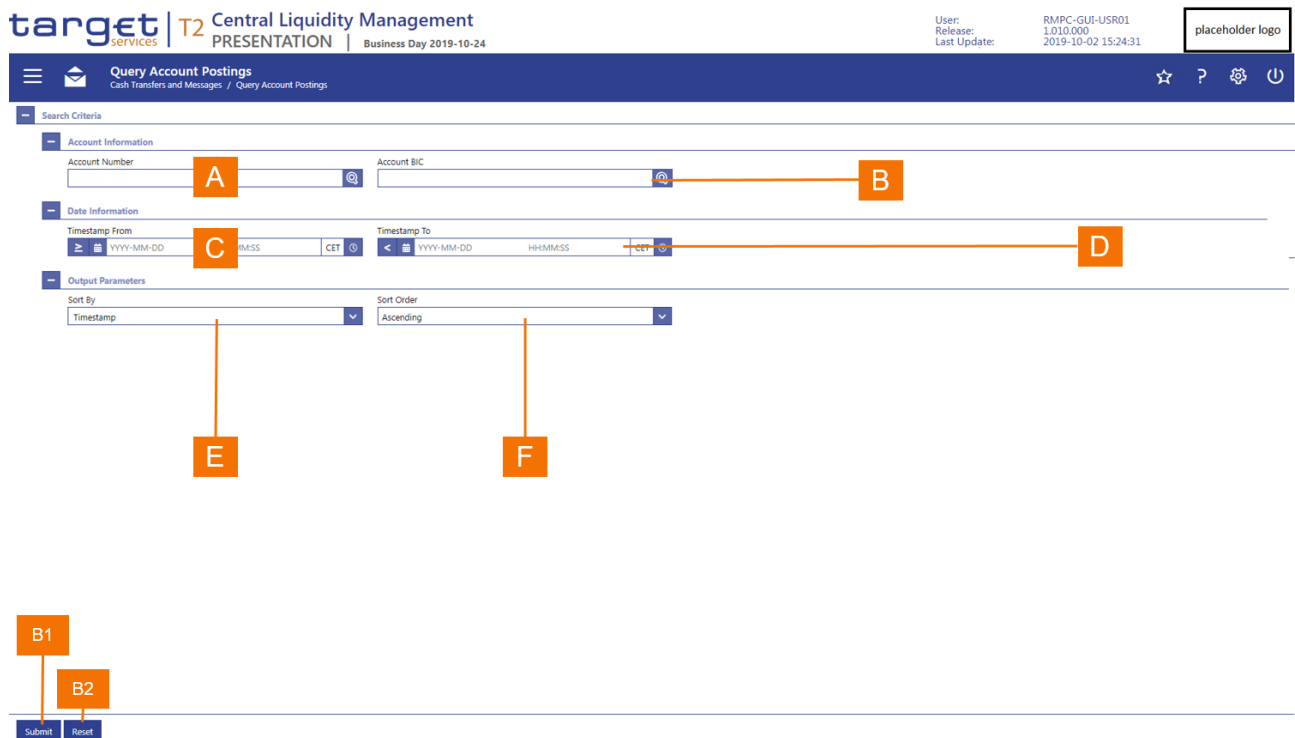 target services | T2 Central Liquidity Management
PRESENTATION | Business Day 2019-10-24
User: RMPC-GUI-USR01
Release: 1.010.000
Last Update: 2019-10-02 15:24:31
placeholder logo
Query Account Postings
Cash Transfers and Messages / Query Account Postings
?
Search Criteria
Account Information
Account Number
Account BIC
A
B
Date Information
Timestamp From
Timestamp To
≥ YYYY-MM-DD C MM:SS CET
< YYYY-MM-DD HH:MM:SS CET
D
Output Parameters
Sort By
Sort Order
Timestamp
Ascending
E
F
B1
B2
Submit
Reset